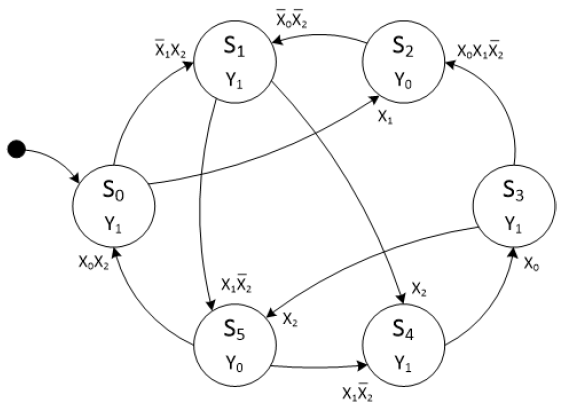 X̅₀X̅₂
X̅₁X₂
S₁
Y₁
S₂
Y₀
X₀X₁X̅₂
X₁
S₀
Y₁
S₃
Y₁
X₀X₂
X₀
X₁X̅₂
X₂
X₂
S₅
Y₀
S₄
Y₁
X₁X̅₂